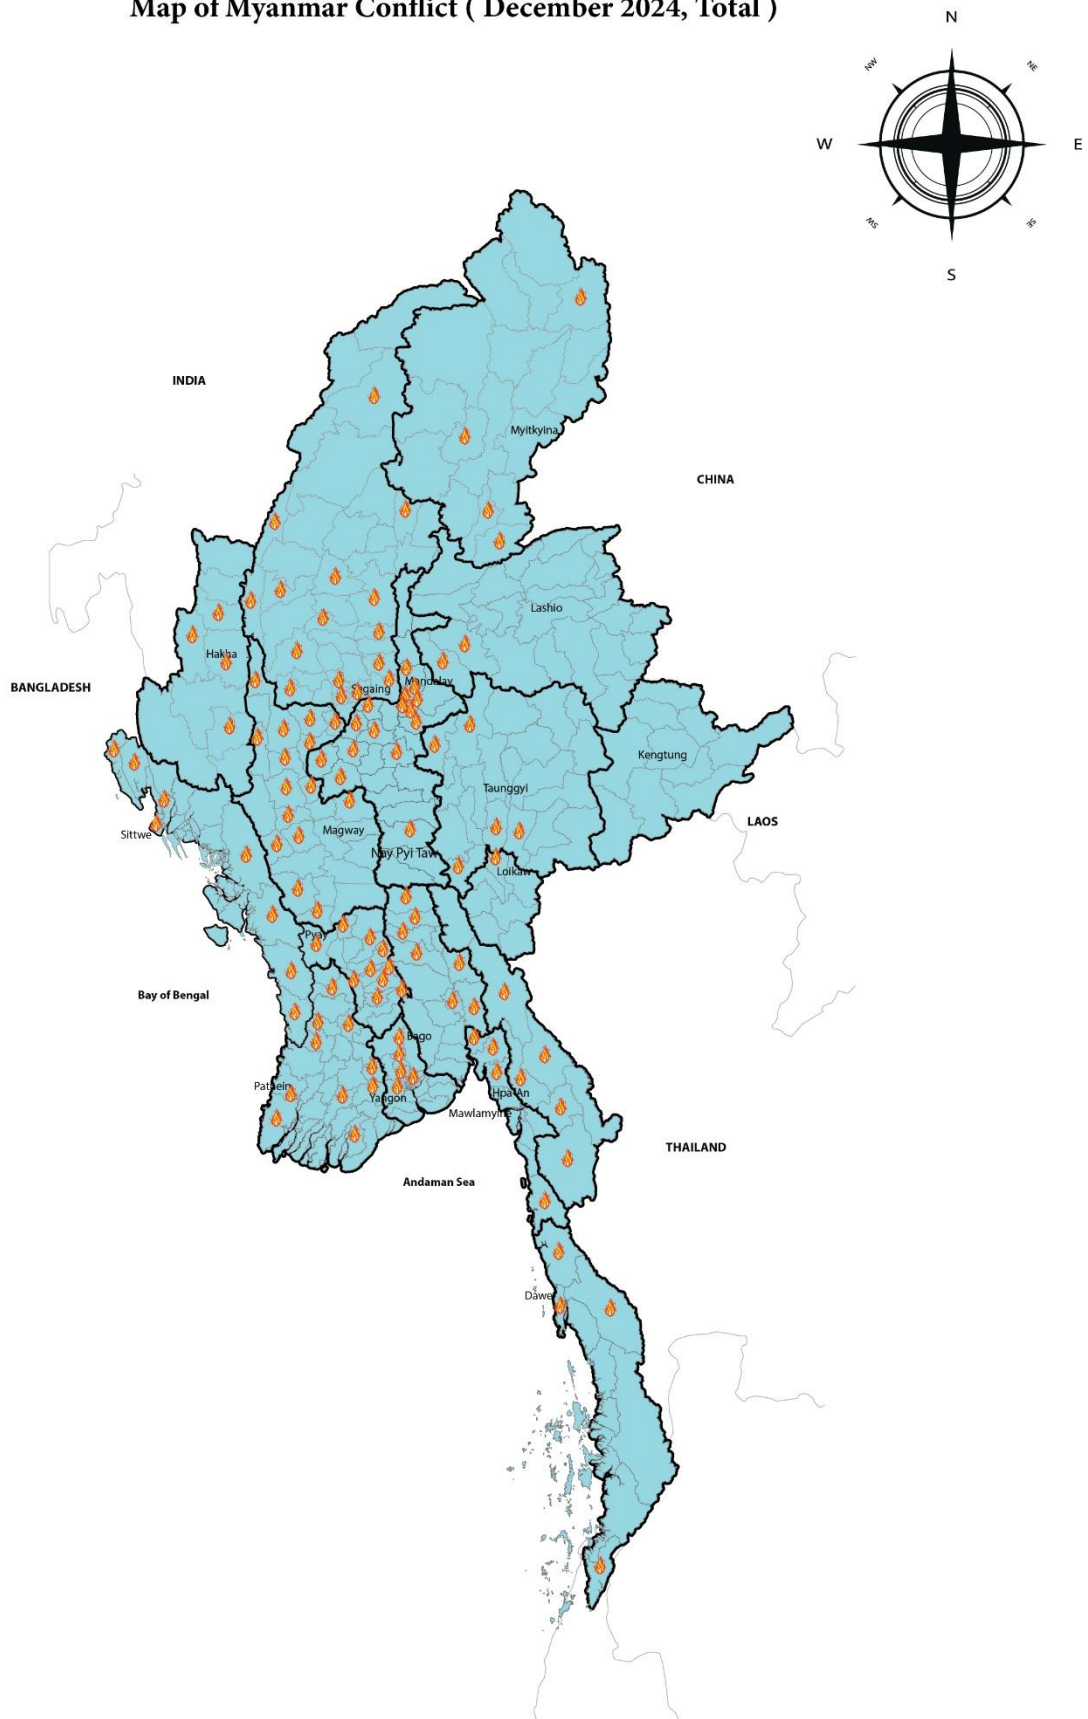 Map of Myanmar Conflict ( December 2024, Total )
N
NW
NE
W
E
SW
SE
S
INDIA
Myitkyina
CHINA
Lashio
Hakha
BANGLADESH
Sagaing
Mandalay
Kengtung
Taunggyi
LAOS
Sittwe
Magway
Nay Pyi Taw
Loikaw
Pyay
Bay of Bengal
Bago
Pathein
Hpa-An
Yangon
Mawlamyine
THAILAND
Andaman Sea
Dawei